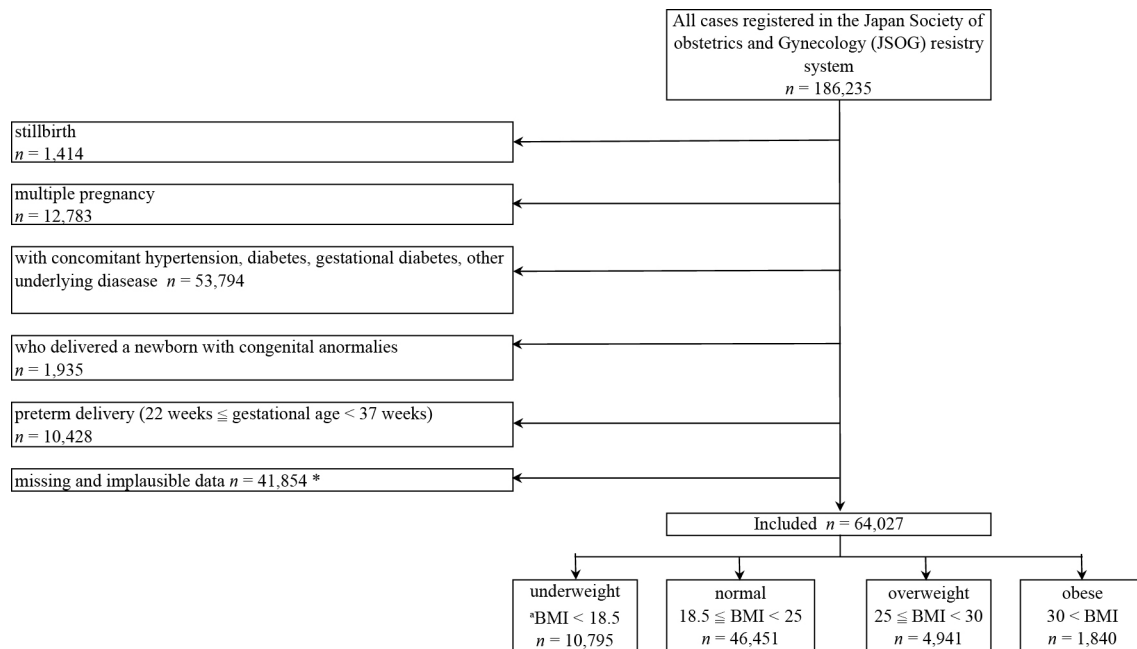 All cases registered in the Japan Society of
obstetrics and Gynecology (JSOG) resistry
system
n = 186,235
stillbirth
n = 1,414
multiple pregnancy
n = 12,783
with concomitant hypertension, diabetes, gestational diabetes, other
underlying diasease n = 53,794
who delivered a newborn with congenital anomalies
n = 1,935
preterm delivery (22 weeks ≦ gestational age < 37 weeks)
n = 10,428
missing and implausible data n = 41,854 *
Included n = 64,027
underweight
ᵃBMI < 18.5
n = 10,795
normal
18.5 ≦ BMI < 25
n = 46,451
overweight
25 ≦ BMI < 30
n = 4,941
obese
30 < BMI
n = 1,840